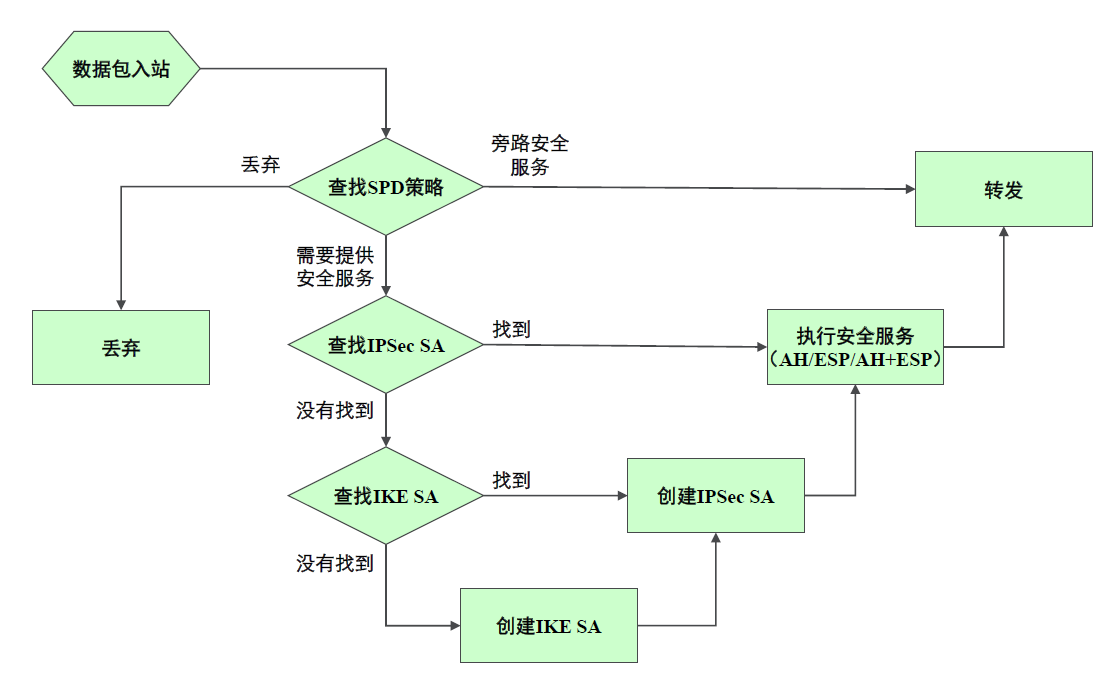 数据包入站
丢弃
查找SPD策略
旁路安全
服务
转发
需要提供
安全服务
丢弃
查找IPSec SA
找到
执行安全服务
（AH/ESP/AH+ESP）
没有找到
查找IKE SA
找到
创建IPSec SA
没有找到
创建IKE SA